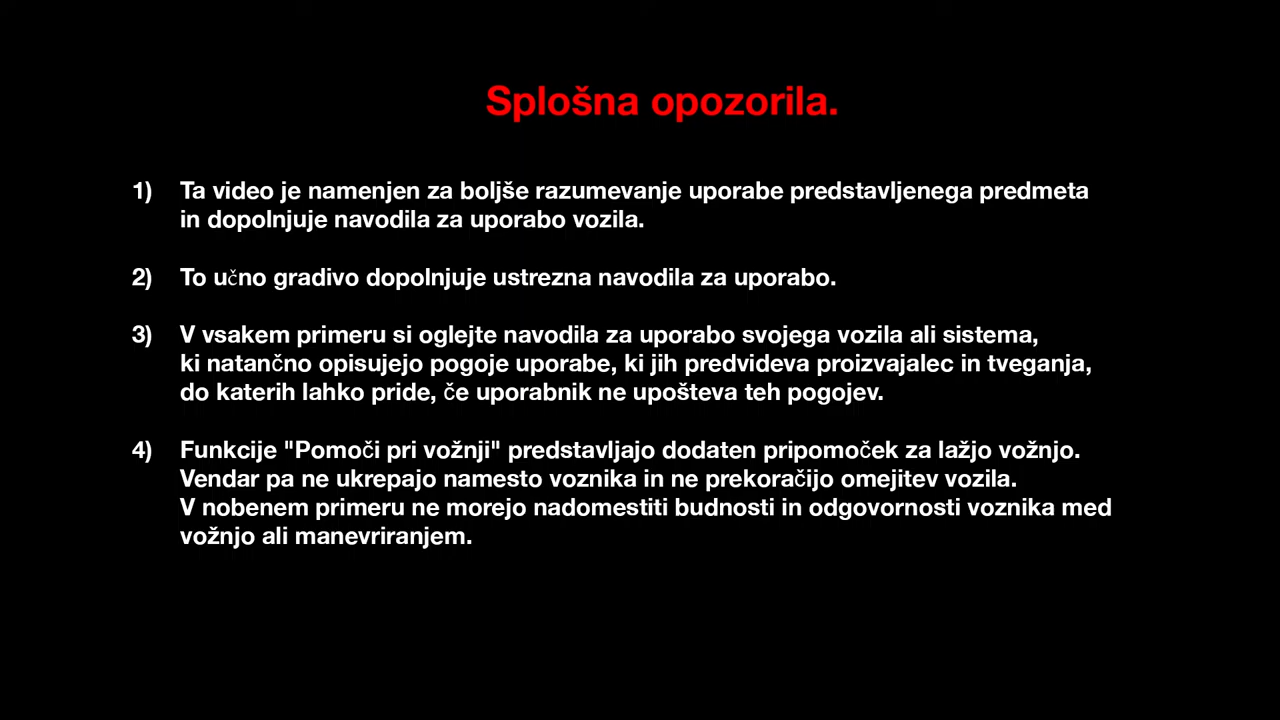 Splošna opozorila.
1) Ta video je namenjen za boljše razumevanje uporabe predstavljenega predmeta
in dopolnjuje navodila za uporabo vozila.
2) To učno gradivo dopolnjuje ustrezna navodila za uporabo.
3) V vsakem primeru si oglejte navodila za uporabo svojega vozila ali sistema,
ki natančno opisujejo pogoje uporabe, ki jih predvideva proizvajalec in tveganja,
do katerih lahko pride, če uporabnik ne upošteva teh pogojev.
4) Funkcije "Pomoči pri vožnji" predstavljajo dodaten pripomoček za lažjo vožnjo.
Vendar pa ne ukrepajo namesto voznika in ne prekoračijo omejitev vozila.
V nobenem primeru ne morejo nadomestiti budnosti in odgovornosti voznika med
vožnjo ali manevriranjem.